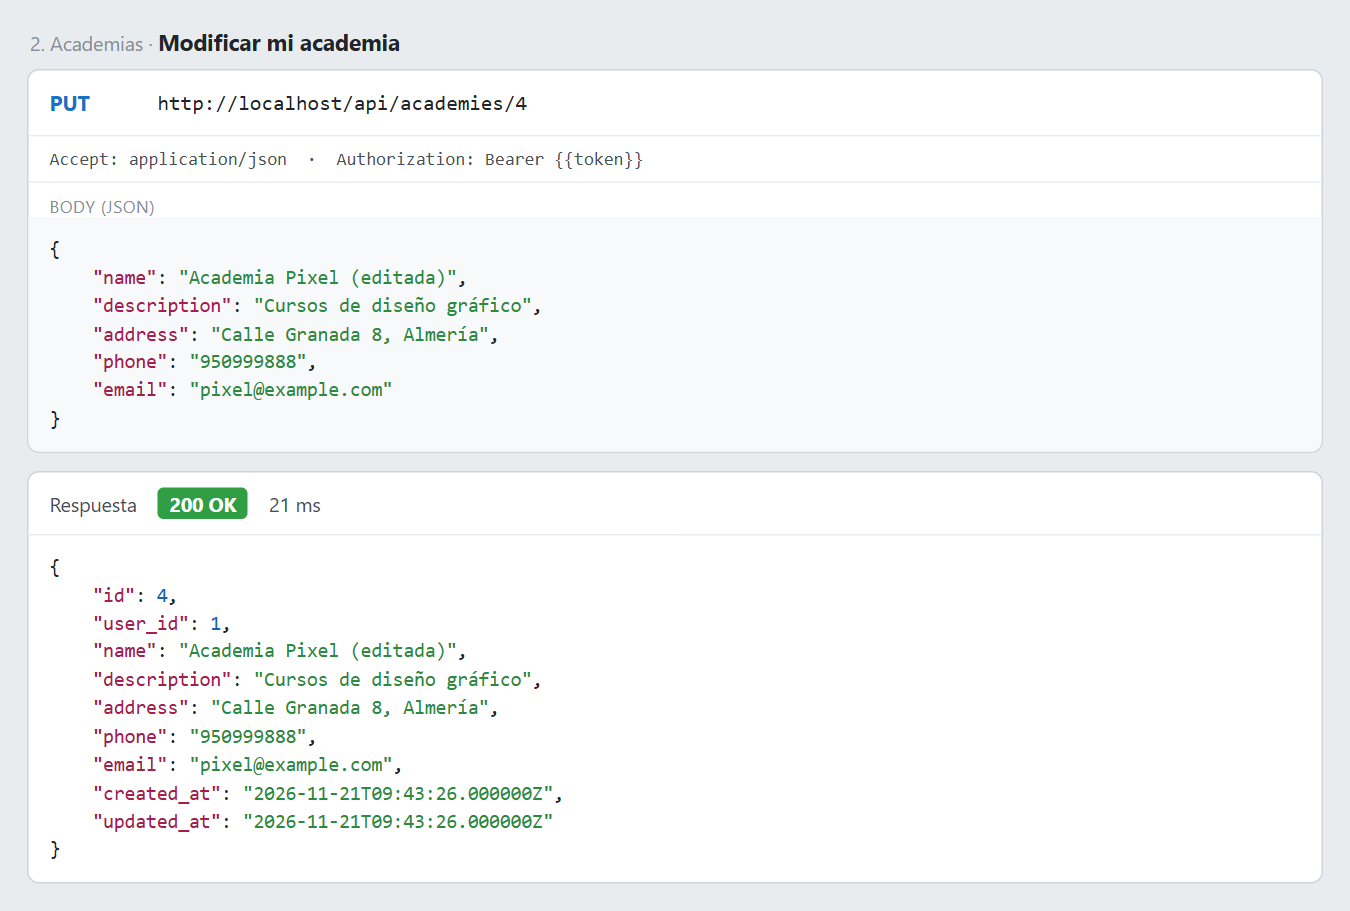 2. Academias · Modificar mi academia
PUT http://localhost/api/academies/4
Accept: application/json · Authorization: Bearer {{token}}
BODY (JSON)
{
    "name": "Academia Pixel (editada)",
    "description": "Cursos de diseño gráfico",
    "address": "Calle Granada 8, Almería",
    "phone": "950999888",
    "email": "pixel@example.com"
}
Respuesta 200 OK 21 ms
{
    "id": 4,
    "user_id": 1,
    "name": "Academia Pixel (editada)",
    "description": "Cursos de diseño gráfico",
    "address": "Calle Granada 8, Almería",
    "phone": "950999888",
    "email": "pixel@example.com",
    "created_at": "2026-11-21T09:43:26.000000Z",
    "updated_at": "2026-11-21T09:43:26.000000Z"
}